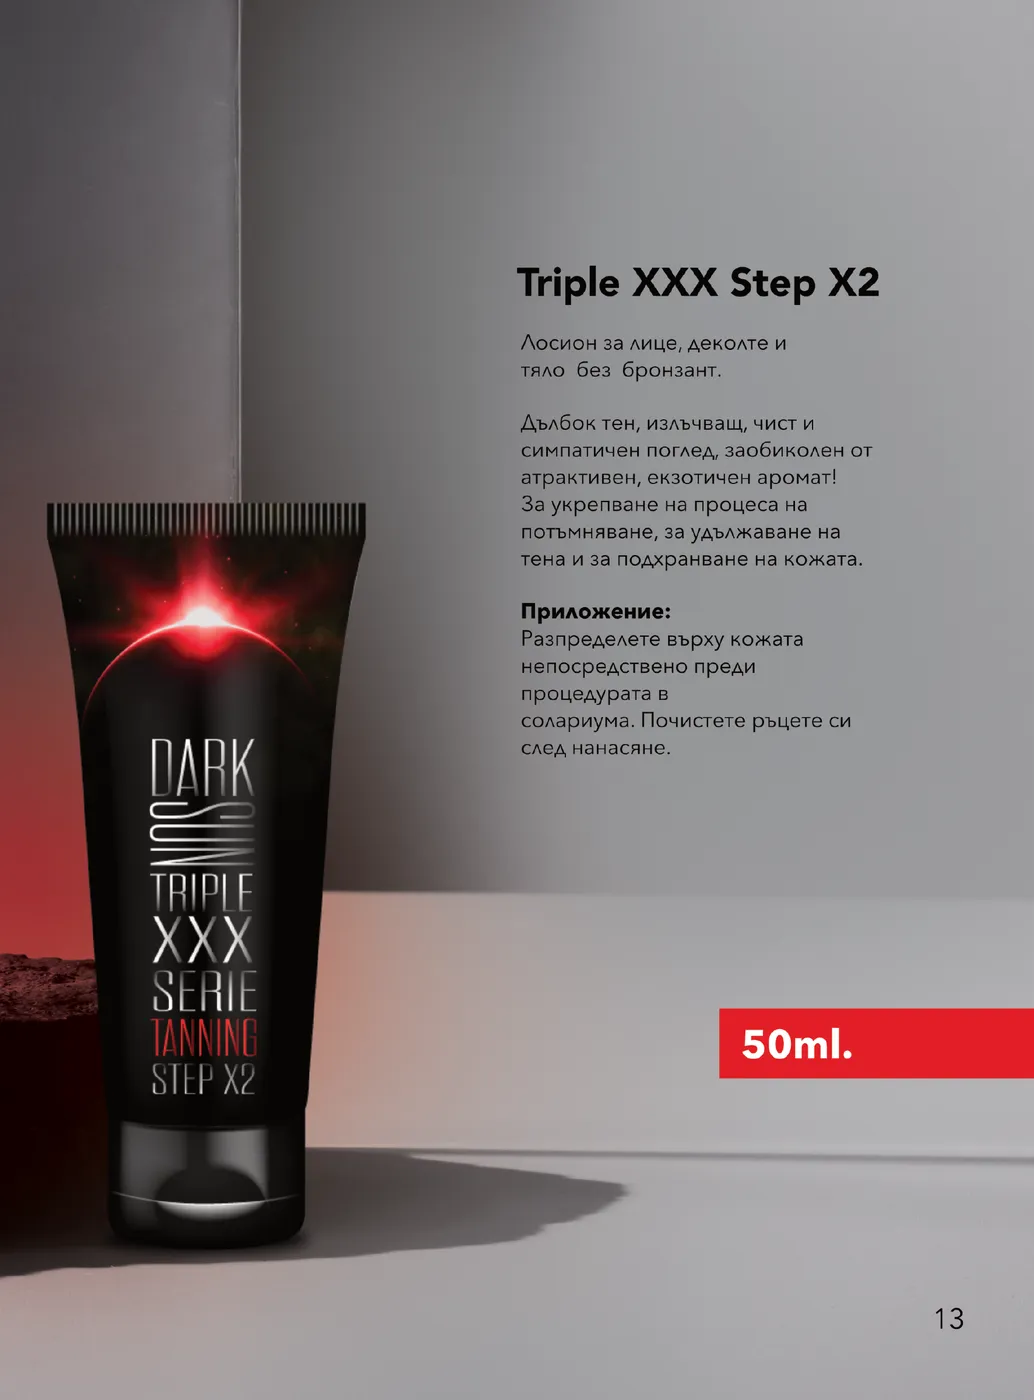 Triple XXX Step X2
Лосион за лице, деколте и
тяло без бронзант.
Дълбок тен, излъчващ, чист и
симпатичен поглед, заобиколен от
атрактивен, екзотичен аромат!
За укрепване на процеса на
потъмняване, за удължаване на
тена и за подхранване на кожата.
Приложение:
Разпределете върху кожата
непосредствено преди
процедурата в
солариума. Почистете ръцете си
след нанасяне.
DARK
SUN
TRIPLE
XXX
SERIE
TANNING
STEP X2
50ml.
13